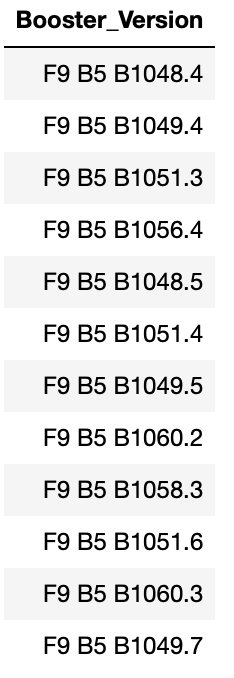 Booster_Version
F9 B5 B1048.4
F9 B5 B1049.4
F9 B5 B1051.3
F9 B5 B1056.4
F9 B5 B1048.5
F9 B5 B1051.4
F9 B5 B1049.5
F9 B5 B1060.2
F9 B5 B1058.3
F9 B5 B1051.6
F9 B5 B1060.3
F9 B5 B1049.7